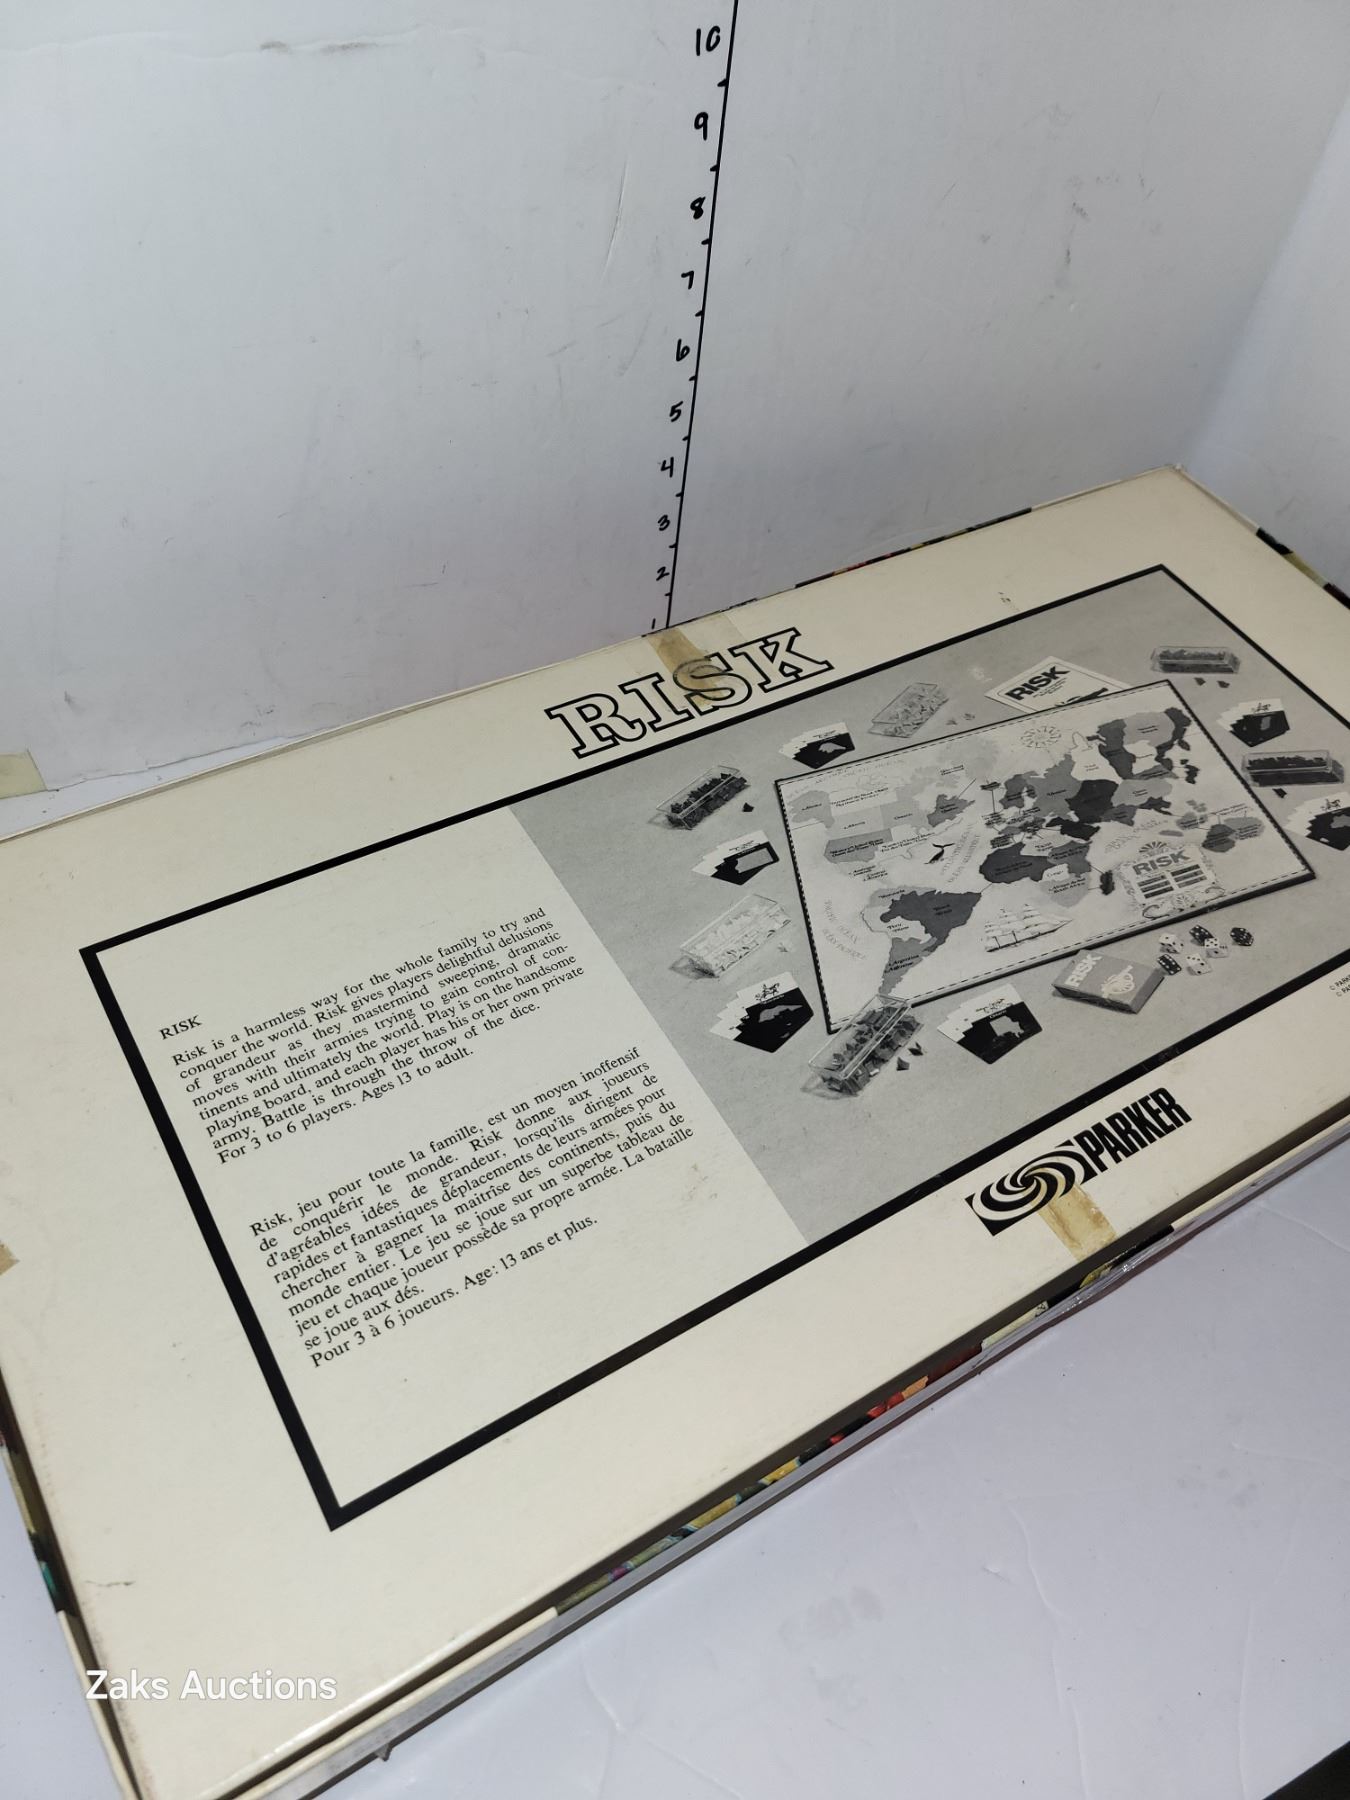 10
9
8
7
6
5
4
3
2
1
RISK
RISK
RISK
RISK
RISK
Risk is a harmless way for the whole family to try and
conquer the world. Risk gives players delightful delusions
of grandeur as they mastermind sweeping, dramatic
moves with their armies trying to gain control of con-
tinents and ultimately the world. Play is on the handsome
playing board, and each player has his or her own private
army. Battle is through the throw of the dice.
For 3 to 6 players. Ages 13 to adult.
Risk, jeu pour toute la famille, est un moyen inoffensif
de conquérir le monde. Risk donne aux joueurs
d'agréables idées de grandeur, lorsqu'ils dirigent de
rapides et fantastiques déplacements de leurs armées pour
chercher à gagner la maitrîse des continents, puis du
monde entier. Le jeu se joue sur un superbe tableau de
jeu et chaque joueur possède sa propre armée. La bataille
se joue aux dés.
Pour 3 à 6 joueurs. Age: 13 ans et plus.
PARKER
Zaks Auctions